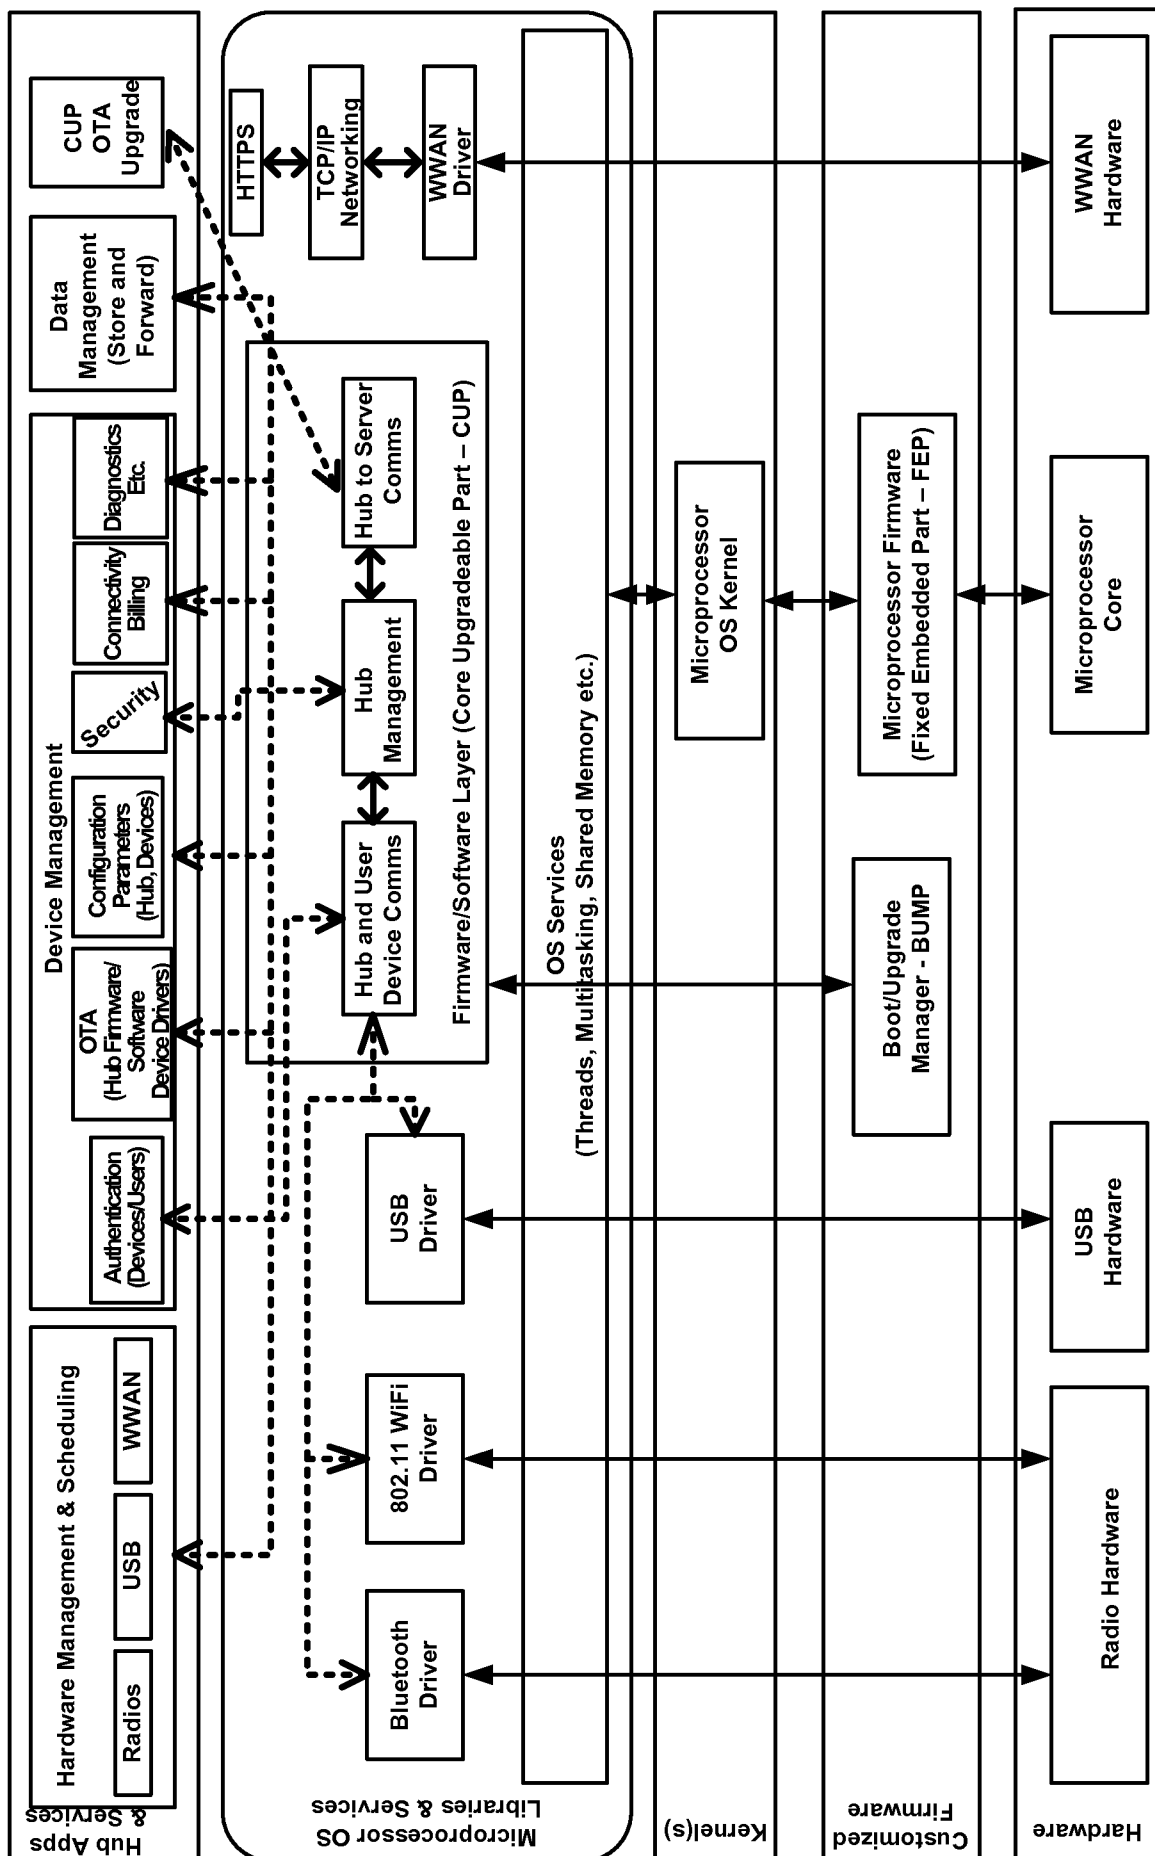 Hub Apps
& Services
Hardware Management & Scheduling
Radios
USB
WWAN
Device Management
Authentication
(Devices/Users)
OTA
(Hub Firmware/
Software
Device Drivers)
Configuration
Parameters
(Hub, Devices)
Security
Connectivity
Billing
Diagnostics
Etc.
Data
Management
(Store and
Forward)
CUP
OTA
Upgrade
Microprocessor OS
Libraries & Services
Bluetooth
Driver
802.11 WiFi
Driver
USB
Driver
Hub and User
Device Comms
Hub
Management
Hub to Server
Comms
Firmware/Software Layer (Core Upgradeable Part – CUP)
HTTPS
TCP/IP
Networking
WWAN
Driver
OS Services
(Threads, Multitasking, Shared Memory etc.)
Kernel(s)
Microprocessor
OS Kernel
Customized
Firmware
Boot/Upgrade
Manager - BUMP
Microprocessor Firmware
(Fixed Embedded Part – FEP)
Hardware
Radio Hardware
USB
Hardware
Microprocessor
Core
WWAN
Hardware